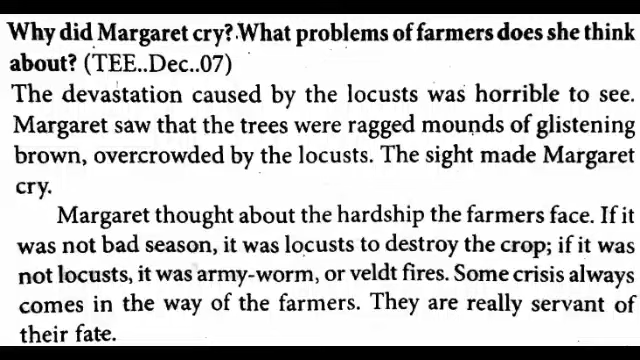 Why did Margaret cry? What problems of farmers does she think
about? (TEE..Dec..07)
The devastation caused by the locusts was horrible to see.
Margaret saw that the trees were ragged mounds of glistening
brown, overcrowded by the locusts. The sight made Margaret
cry.
Margaret thought about the hardship the farmers face. If it
was not bad season, it was locusts to destroy the crop; if it was
not locusts, it was army-worm, or veldt fires. Some crisis always
comes in the way of the farmers. They are really servant of
their fate.